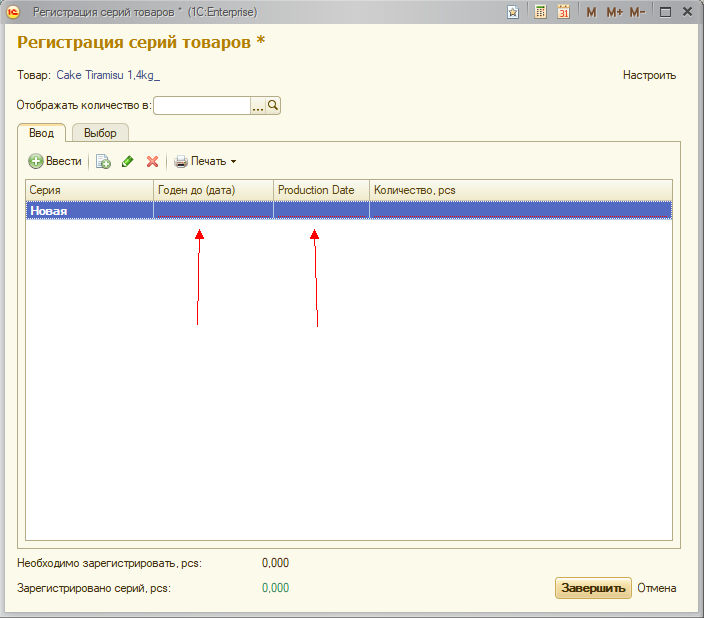 Регистрация серий товаров * (1C:Enterprise)
31 M M+ M-
Регистрация серий товаров *
Товар: Cake Tiramisu 1,4kg_ Настроить
Отображать количество в: ...
Ввод Выбор
Ввести Печать
Серия Годен до (дата) Production Date Количество, pcs
Новая
Необходимо зарегистрировать, pcs: 0,000
Зарегистрировано серий, pcs: 0,000
Завершить Отмена